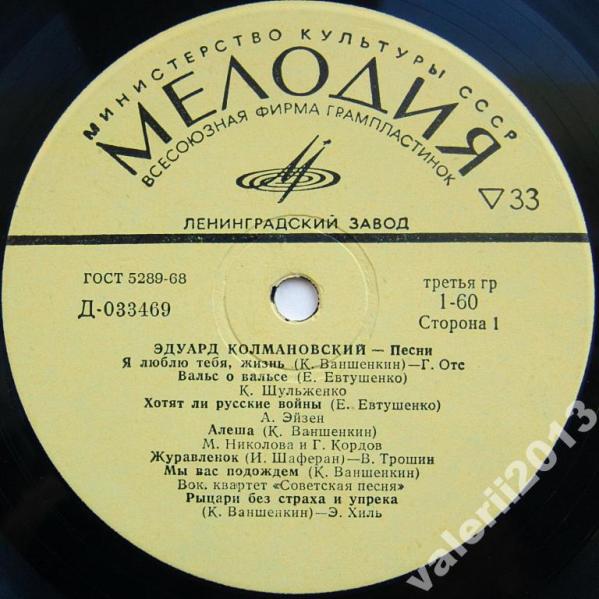 МИНИСТЕРСТВО КУЛЬТУРЫ СССР
МЕЛОДИЯ
ВСЕСОЮЗНАЯ ФИРМА ГРАМПЛАСТИНОК
▽33
ЛЕНИНГРАДСКИЙ ЗАВОД
ГОСТ 5289-68
третья гр
Д-033469
1-60
Сторона 1
ЭДУАРД КОЛМАНОВСКИЙ — Песни
Я люблю тебя, жизнь (К. Ваншенкин)—Г. Отс
Вальс о вальсе (Е. Евтушенко)
К. Шульженко
Хотят ли русские войны (Е. Евтушенко)
А. Эйзен
Алеша (К. Ваншенкин)
М. Николова и Г. Кордов
Журавленок (И. Шаферан)—В. Трошин
Мы вас подождем (К. Ваншенкин)
Вок. квартет «Советская песня»
Рыцари без страха и упрека
(К. Ваншенкин)—Э. Хиль
valerii2013